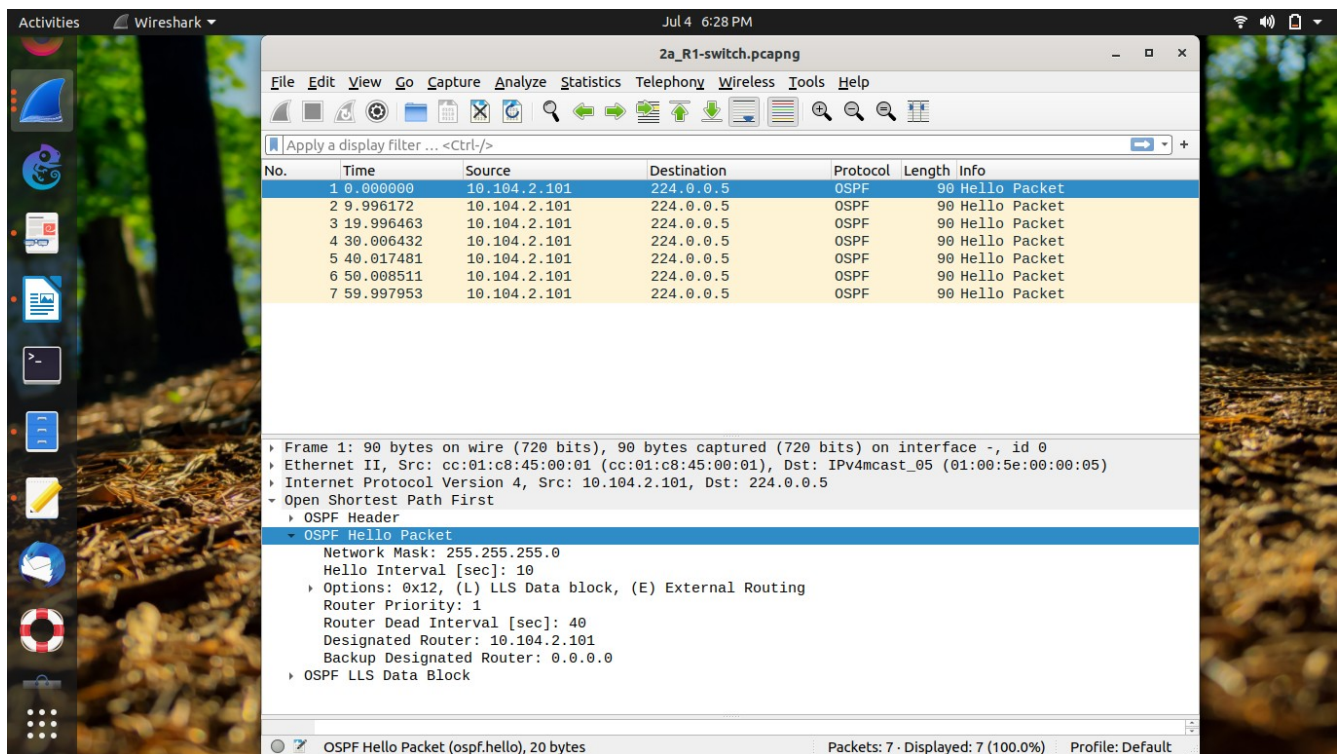 Activities Wireshark Jul 4 6:28 PM
2a_R1-switch.pcapng
File Edit View Go Capture Analyze Statistics Telephony Wireless Tools Help
Apply a display filter … <Ctrl-/>
No. Time Source Destination Protocol Length Info
1 0.000000 10.104.2.101 224.0.0.5 OSPF 90 Hello Packet
2 9.996172 10.104.2.101 224.0.0.5 OSPF 90 Hello Packet
3 19.996463 10.104.2.101 224.0.0.5 OSPF 90 Hello Packet
4 30.006432 10.104.2.101 224.0.0.5 OSPF 90 Hello Packet
5 40.017481 10.104.2.101 224.0.0.5 OSPF 90 Hello Packet
6 50.008511 10.104.2.101 224.0.0.5 OSPF 90 Hello Packet
7 59.997953 10.104.2.101 224.0.0.5 OSPF 90 Hello Packet
Frame 1: 90 bytes on wire (720 bits), 90 bytes captured (720 bits) on interface -, id 0
Ethernet II, Src: cc:01:c8:45:00:01 (cc:01:c8:45:00:01), Dst: IPv4mcast_05 (01:00:5e:00:00:05)
Internet Protocol Version 4, Src: 10.104.2.101, Dst: 224.0.0.5
Open Shortest Path First
OSPF Header
OSPF Hello Packet
Network Mask: 255.255.255.0
Hello Interval [sec]: 10
Options: 0x12, (L) LLS Data block, (E) External Routing
Router Priority: 1
Router Dead Interval [sec]: 40
Designated Router: 10.104.2.101
Backup Designated Router: 0.0.0.0
OSPF LLS Data Block
OSPF Hello Packet (ospf.hello), 20 bytes Packets: 7 · Displayed: 7 (100.0%) Profile: Default